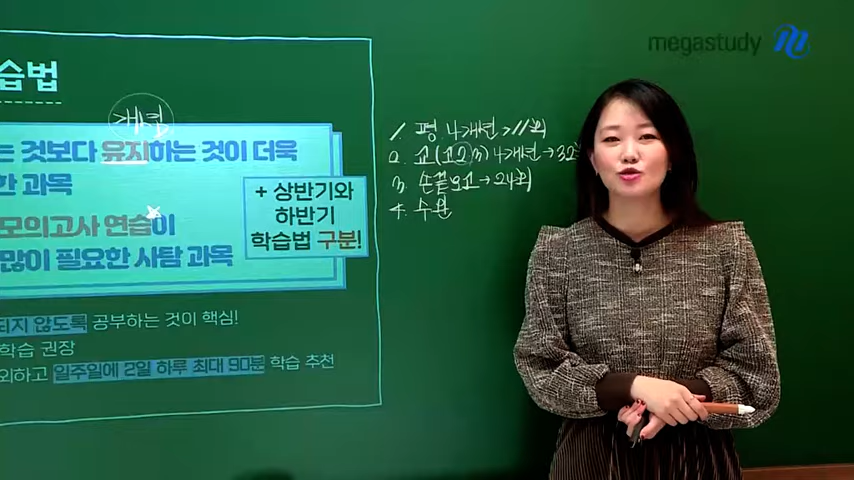 megastudy
습법
개념
는 것보다 유지하는 것이 더욱
한 과목
모의고사 연습이
많이 필요한 사탐 과목
+ 상반기와
하반기
학습법 구분!
되지 않도록 공부하는 것이 핵심!
학습 권장
외하고 일주일에 2일 하루 최대 90분 학습 추천
1. 평 4개년 > 11회
4개년 → 32
3. 손끝모고 → 24회
4. 수완